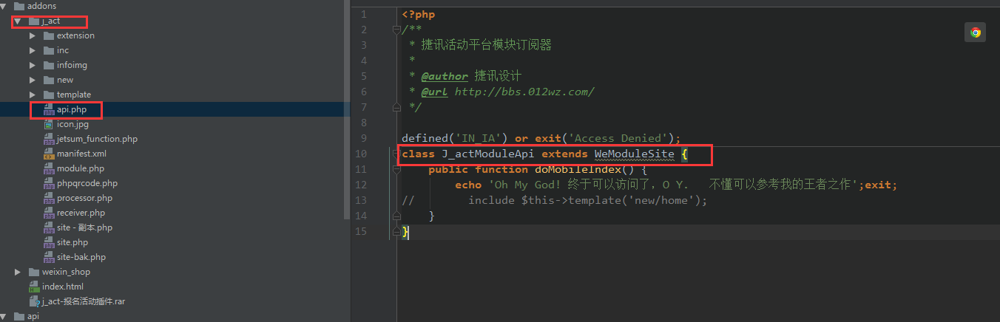 addons
j_act
extension
inc
infoimg
new
template
api.php
icon.jpg
jetsum_function.php
manifest.xml
module.php
phpqrcode.php
processor.php
receiver.php
site - 副本.php
site.php
site-bak.php
weixin_shop
index.html
j_act-报名活动插件.rar
api
1 <?php
2 /**
3 * 捷讯活动平台模块订阅器
4 *
5 * @author 捷讯设计
6 * @url http://bbs.012wz.com/
7 */
8
9 defined('IN_IA') or exit('Access Denied');
10 class J_actModuleApi extends WeModuleSite {
11 public function doMobileIndex() {
12 echo 'Oh My God! 终于可以访问了，O Y. 不懂可以参考我的王者之作';exit;
13 // include $this->template('new/home');
14 }
15 }